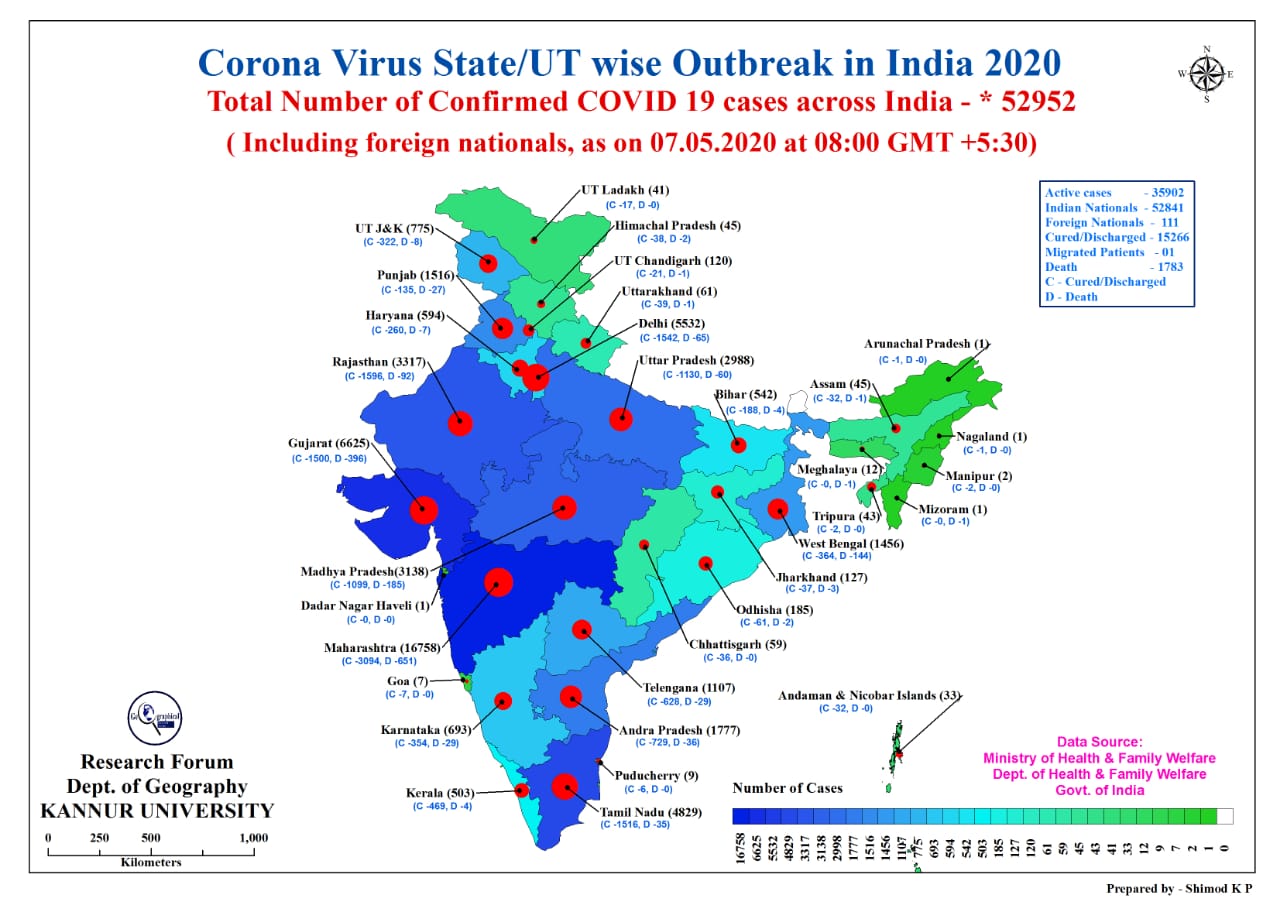 Corona Virus State/UT wise Outbreak in India 2020
Total Number of Confirmed COVID 19 cases across India - * 52952
( Including foreign nationals, as on 07.05.2020 at 08:00 GMT +5:30)
N
W E
S
Active cases - 35902
Indian Nationals - 52841
Foreign Nationals - 111
Cured/Discharged - 15266
Migrated Patients - 01
Death - 1783
C - Cured/Discharged
D - Death
UT Ladakh (41)
(C -17, D -0)
Himachal Pradesh (45)
(C -38, D -2)
UT J&K (775)
(C -322, D -8)
UT Chandigarh (120)
(C -21, D -1)
Punjab (1516)
(C -135, D -27)
Uttarakhand (61)
(C -39, D -1)
Haryana (594)
(C -260, D -7)
Delhi (5532)
(C -1542, D -65)
Rajasthan (3317)
(C -1596, D -92)
Uttar Pradesh (2988)
(C -1130, D -60)
Arunachal Pradesh (1)
(C -1, D -0)
Assam (45)
(C -32, D -1)
Bihar (542)
(C -188, D -4)
Gujarat (6625)
(C -1500, D -396)
Nagaland (1)
(C -1, D -0)
Meghalaya (12)
(C -0, D -1)
Manipur (2)
(C -2, D -0)
Mizoram (1)
(C -0, D -1)
Tripura (43)
(C -2, D -0)
West Bengal (1456)
(C -364, D -144)
Madhya Pradesh(3138)
(C -1099, D -185)
Jharkhand (127)
(C -37, D -3)
Dadar Nagar Haveli (1)
(C -0, D -0)
Odhisha (185)
(C -61, D -2)
Maharashtra (16758)
(C -3094, D -651)
Chhattisgarh (59)
(C -36, D -0)
Goa (7)
(C -7, D -0)
Telengana (1107)
(C -628, D -29)
Andaman & Nicobar Islands (33)
(C -32, D -0)
Karnataka (693)
(C -354, D -29)
Andra Pradesh (1777)
(C -729, D -36)
Puducherry (9)
(C -6, D -0)
Kerala (503)
(C -469, D -4)
Tamil Nadu (4829)
(C -1516, D -35)
Research Forum
Dept. of Geography
KANNUR UNIVERSITY
0 250 500 1,000
Kilometers
Data Source:
Ministry of Health & Family Welfare
Dept. of Health & Family Welfare
Govt. of India
Number of Cases
16758 6625 5532 4829 3317 3138 2998 1777 1516 1456 1107 775 693 594 542 503 185 127 120 61 59 45 43 41 33 12 9 7 2 1 0
Prepared by - Shimod K P